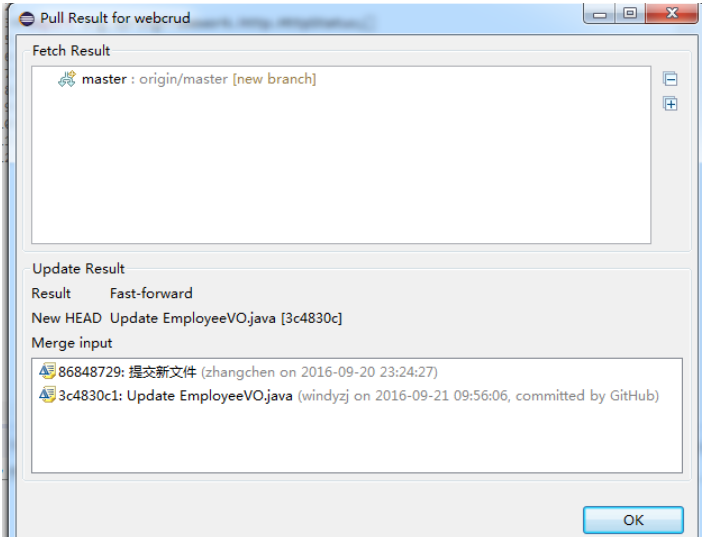 Pull Result for webcrud
Fetch Result
master : origin/master [new branch]
Update Result
Result Fast-forward
New HEAD Update EmployeeVO.java [3c4830c]
Merge input
86848729: 提交新文件 (zhangchen on 2016-09-20 23:24:27)
3c4830c1: Update EmployeeVO.java (windyzj on 2016-09-21 09:56:06, committed by GitHub)
OK